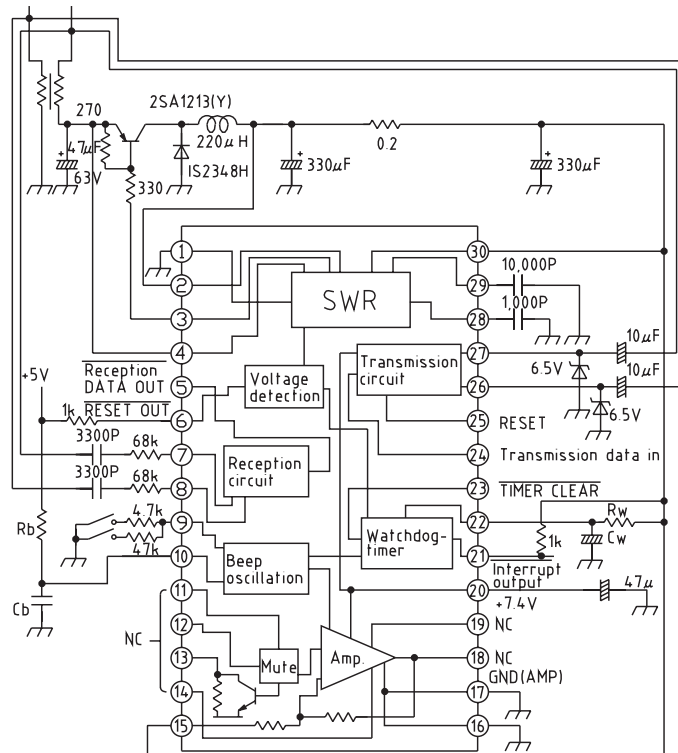 2SA1213(Y)
270
47μF
63V
220μH
1S2348H
330
330μF
0.2
330μF
1
2
3
4
5
6
7
8
9
10
11
12
13
14
15
30
29
28
27
26
25
24
23
22
21
20
19
18
17
16
SWR
10,000P
1,000P
10μF
6.5V
10μF
6.5V
Reception
DATA OUT
+5V
1k
RESET OUT
3300P
68k
3300P
68k
Voltage
detection
Transmission
circuit
RESET
Transmission data in
Reception
circuit
TIMER CLEAR
4.7k
47k
Rb
Cb
Rw
Cw
1k
Watchdog-
timer
Interrupt
output
Beep
oscillation
47μ
+7.4V
NC
NC
NC
Mute
Amp.
GND(AMP)